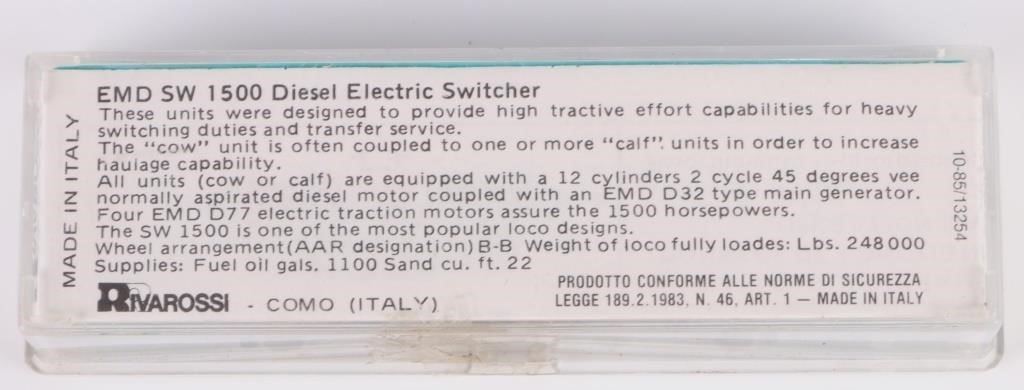 MADE IN ITALY
EMD SW 1500 Diesel Electric Switcher
These units were designed to provide high tractive effort capabilities for heavy
switching duties and transfer service.
The "cow" unit is often coupled to one or more "calf". units in order to increase
haulage capability.
All units (cow or calf) are equipped with a 12 cylinders 2 cycle 45 degrees vee
normally aspirated diesel motor coupled with an EMD D32 type main generator.
Four EMD D77 electric traction motors assure the 1500 horsepowers.
The SW 1500 is one of the most popular loco designs.
Wheel arrangement (AAR designation) B-B Weight of loco fully loades: Lbs. 248000
Supplies: Fuel oil gals. 1100 Sand cu. ft. 22
RIVAROSSI - COMO (ITALY)
PRODOTTO CONFORME ALLE NORME DI SICUREZZA
LEGGE 189.2.1983, N. 46, ART. 1 — MADE IN ITALY
10-85/13254